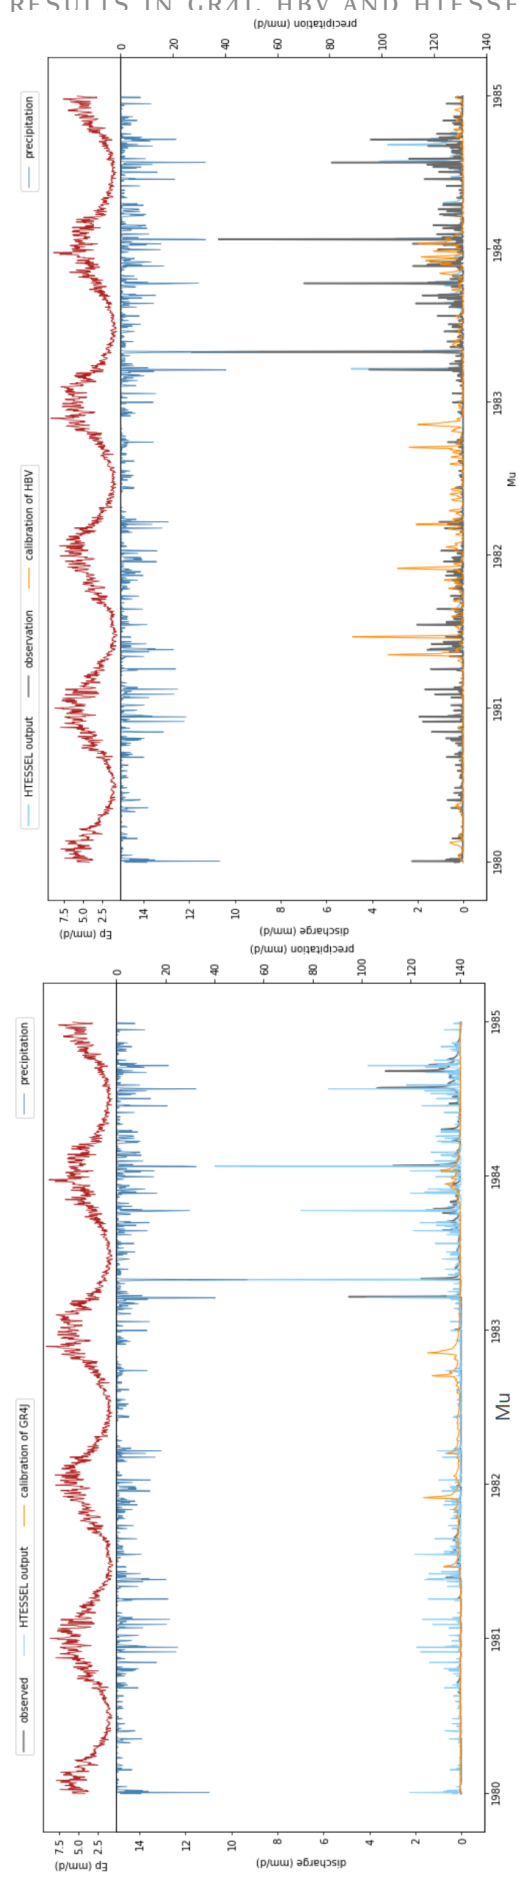 RESULTS IN GR4J, HBV AND HTESSE
HTESSEL output observation calibration of HBV precipitation
7.5
5.0
2.5
Ep (mm/d)
14
12
10
8
6
4
2
0
discharge (mm/d)
0
20
40
60
80
100
120
140
precipitation (mm/d)
1980 1981 1982 1983 1984 1985
Mu
observed HTESSEL output calibration of GR4J precipitation
7.5
5.0
2.5
Ep (mm/d)
14
12
10
8
6
4
2
0
discharge (mm/d)
0
20
40
60
80
100
120
140
precipitation (mm/d)
1980 1981 1982 1983 1984 1985
Mu